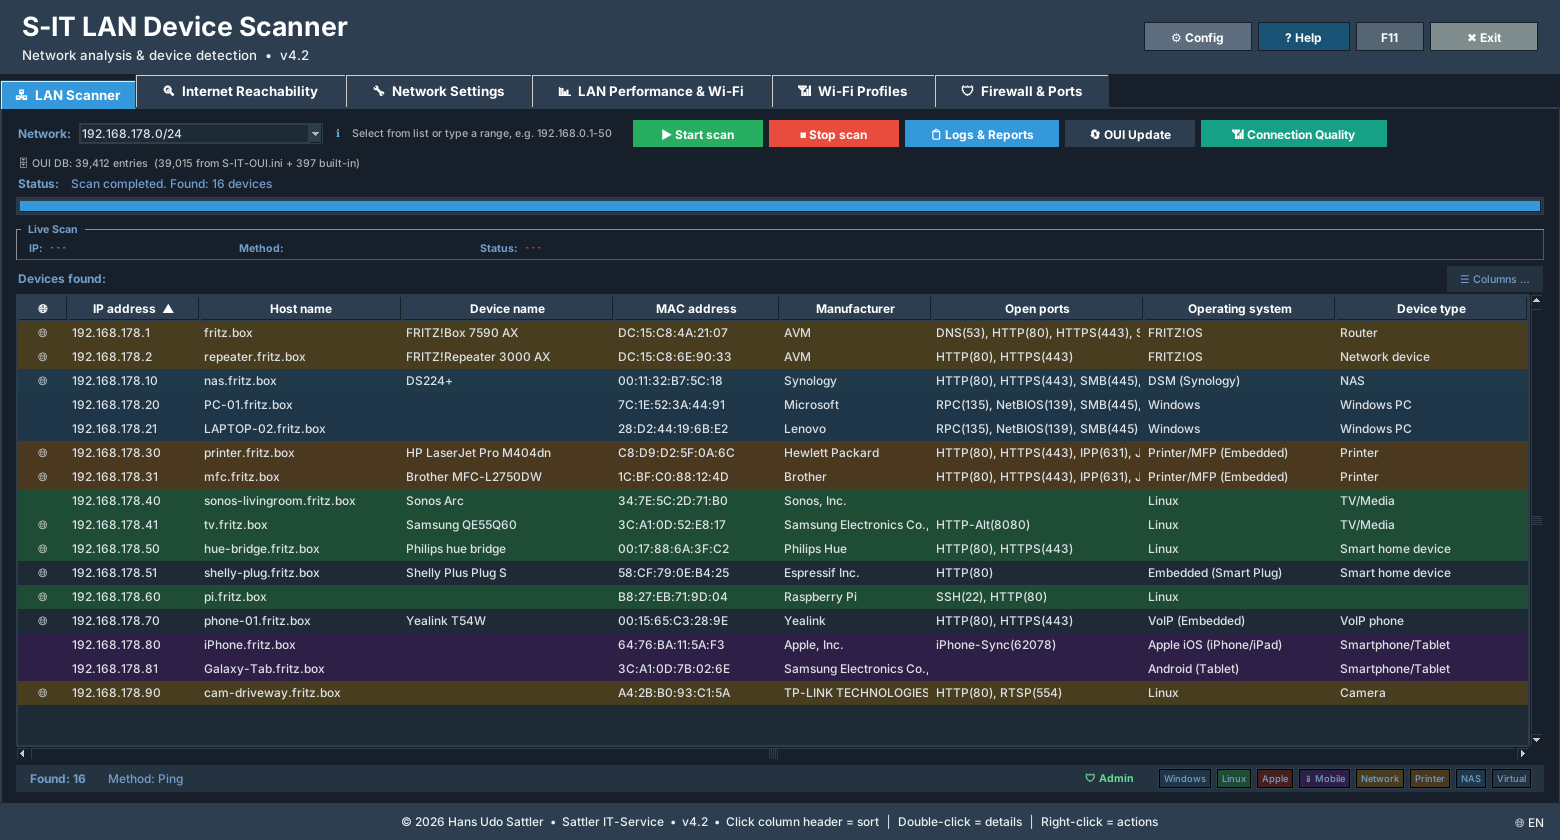 S-IT LAN Device Scanner
Network analysis & device detection • v4.2
⚙ Config ? Help F11 ✖ Exit
LAN Scanner Internet Reachability Network Settings LAN Performance & Wi-Fi Wi-Fi Profiles Firewall & Ports
Network: 192.168.178.0/24 ℹ Select from list or type a range, e.g. 192.168.0.1-50 ▶ Start scan ■ Stop scan Logs & Reports OUI Update Connection Quality
OUI DB: 39,412 entries (39,015 from S-IT-OUI.ini + 397 built-in)
Status: Scan completed. Found: 16 devices
Live Scan
IP: --- Method: Status: ---
Devices found: ☰ Columns ...
IP address ▲ Host name Device name MAC address Manufacturer Open ports Operating system Device type
192.168.178.1 fritz.box FRITZ!Box 7590 AX DC:15:C8:4A:21:07 AVM DNS(53), HTTP(80), HTTPS(443), S FRITZ!OS Router
192.168.178.2 repeater.fritz.box FRITZ!Repeater 3000 AX DC:15:C8:6E:90:33 AVM HTTP(80), HTTPS(443) FRITZ!OS Network device
192.168.178.10 nas.fritz.box DS224+ 00:11:32:B7:5C:18 Synology HTTP(80), HTTPS(443), SMB(445), DSM (Synology) NAS
192.168.178.20 PC-01.fritz.box 7C:1E:52:3A:44:91 Microsoft RPC(135), NetBIOS(139), SMB(445), Windows Windows PC
192.168.178.21 LAPTOP-02.fritz.box 28:D2:44:19:6B:E2 Lenovo RPC(135), NetBIOS(139), SMB(445) Windows Windows PC
192.168.178.30 printer.fritz.box HP LaserJet Pro M404dn C8:D9:D2:5F:0A:6C Hewlett Packard HTTP(80), HTTPS(443), IPP(631), J Printer/MFP (Embedded) Printer
192.168.178.31 mfc.fritz.box Brother MFC-L2750DW 1C:BF:C0:88:12:4D Brother HTTP(80), HTTPS(443), IPP(631), J Printer/MFP (Embedded) Printer
192.168.178.40 sonos-livingroom.fritz.box Sonos Arc 34:7E:5C:2D:71:B0 Sonos, Inc. Linux TV/Media
192.168.178.41 tv.fritz.box Samsung QE55Q60 3C:A1:0D:52:E8:17 Samsung Electronics Co., HTTP-Alt(8080) Linux TV/Media
192.168.178.50 hue-bridge.fritz.box Philips hue bridge 00:17:88:6A:3F:C2 Philips Hue HTTP(80), HTTPS(443) Linux Smart home device
192.168.178.51 shelly-plug.fritz.box Shelly Plus Plug S 58:CF:79:0E:B4:25 Espressif Inc. HTTP(80) Embedded (Smart Plug) Smart home device
192.168.178.60 pi.fritz.box B8:27:EB:71:9D:04 Raspberry Pi SSH(22), HTTP(80) Linux
192.168.178.70 phone-01.fritz.box Yealink T54W 00:15:65:C3:28:9E Yealink HTTP(80), HTTPS(443) VoIP (Embedded) VoIP phone
192.168.178.80 iPhone.fritz.box 64:76:BA:11:5A:F3 Apple, Inc. iPhone-Sync(62078) Apple iOS (iPhone/iPad) Smartphone/Tablet
192.168.178.81 Galaxy-Tab.fritz.box 3C:A1:0D:7B:02:6E Samsung Electronics Co., Android (Tablet) Smartphone/Tablet
192.168.178.90 cam-driveway.fritz.box A4:2B:B0:93:C1:5A TP-LINK TECHNOLOGIES HTTP(80), RTSP(554) Linux Camera
Found: 16 Method: Ping Admin Windows Linux Apple Mobile Network Printer NAS Virtual
© 2026 Hans Udo Sattler • Sattler IT-Service • v4.2 • Click column header = sort | Double-click = details | Right-click = actions EN